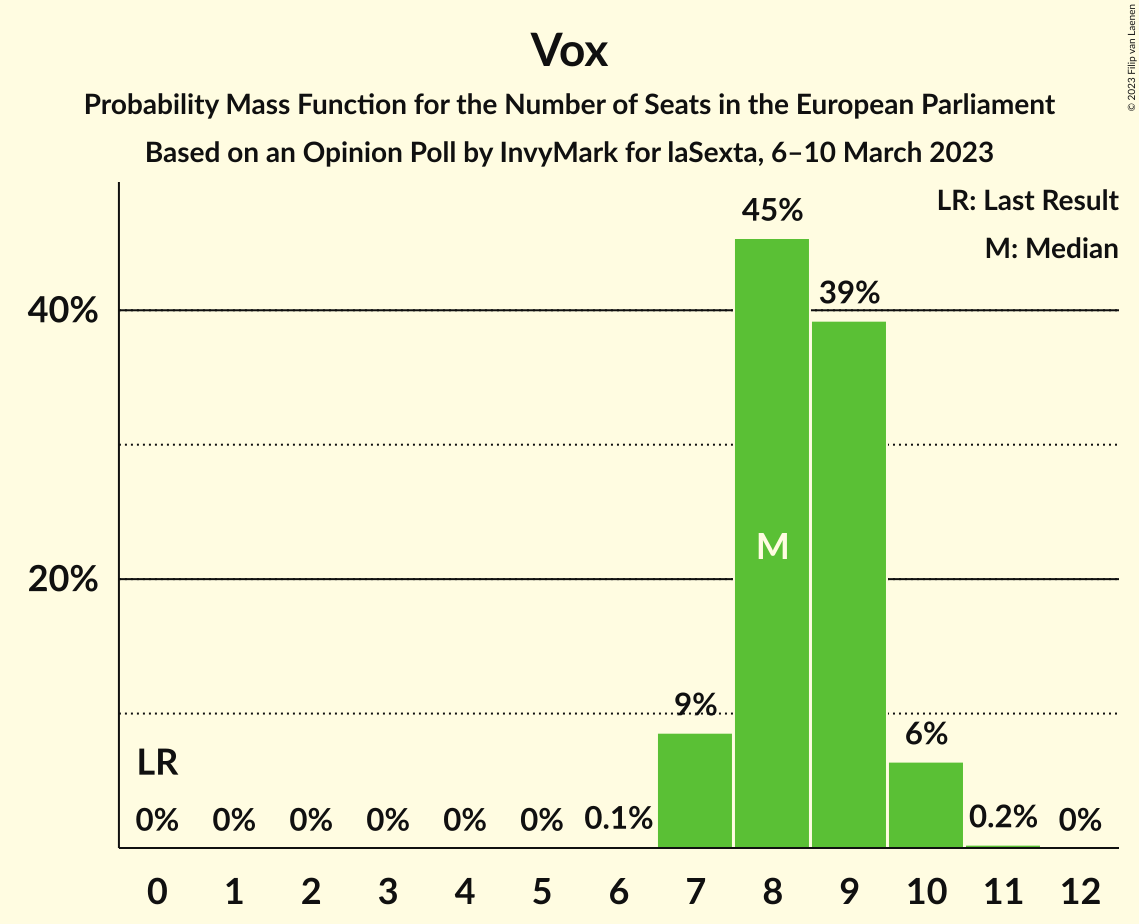 Vox
Probability Mass Function for the Number of Seats in the European Parliament
Based on an Opinion Poll by InvyMark for laSexta, 6–10 March 2023
© 2023 Filip van Laenen
LR: Last Result
M: Median
45%
39%
40%
M
20%
9%
6%
LR
0% 0% 0% 0% 0% 0% 0.1% 0.2% 0%
0 1 2 3 4 5 6 7 8 9 10 11 12